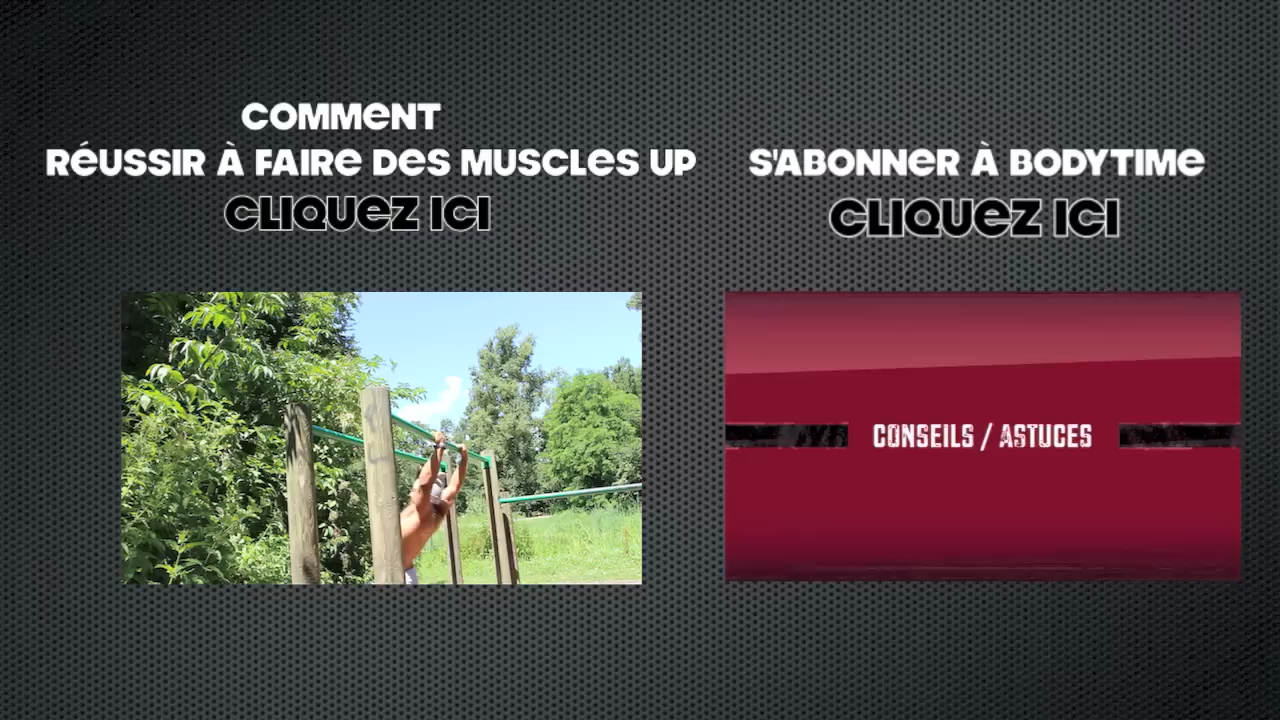 COMMENT
RÉUSSIR À FAIRE DES MUSCLES UP
CLIQUEZ ICI
S'ABONNER À BODYTIME
CLIQUEZ ICI
CONSEILS / ASTUCES